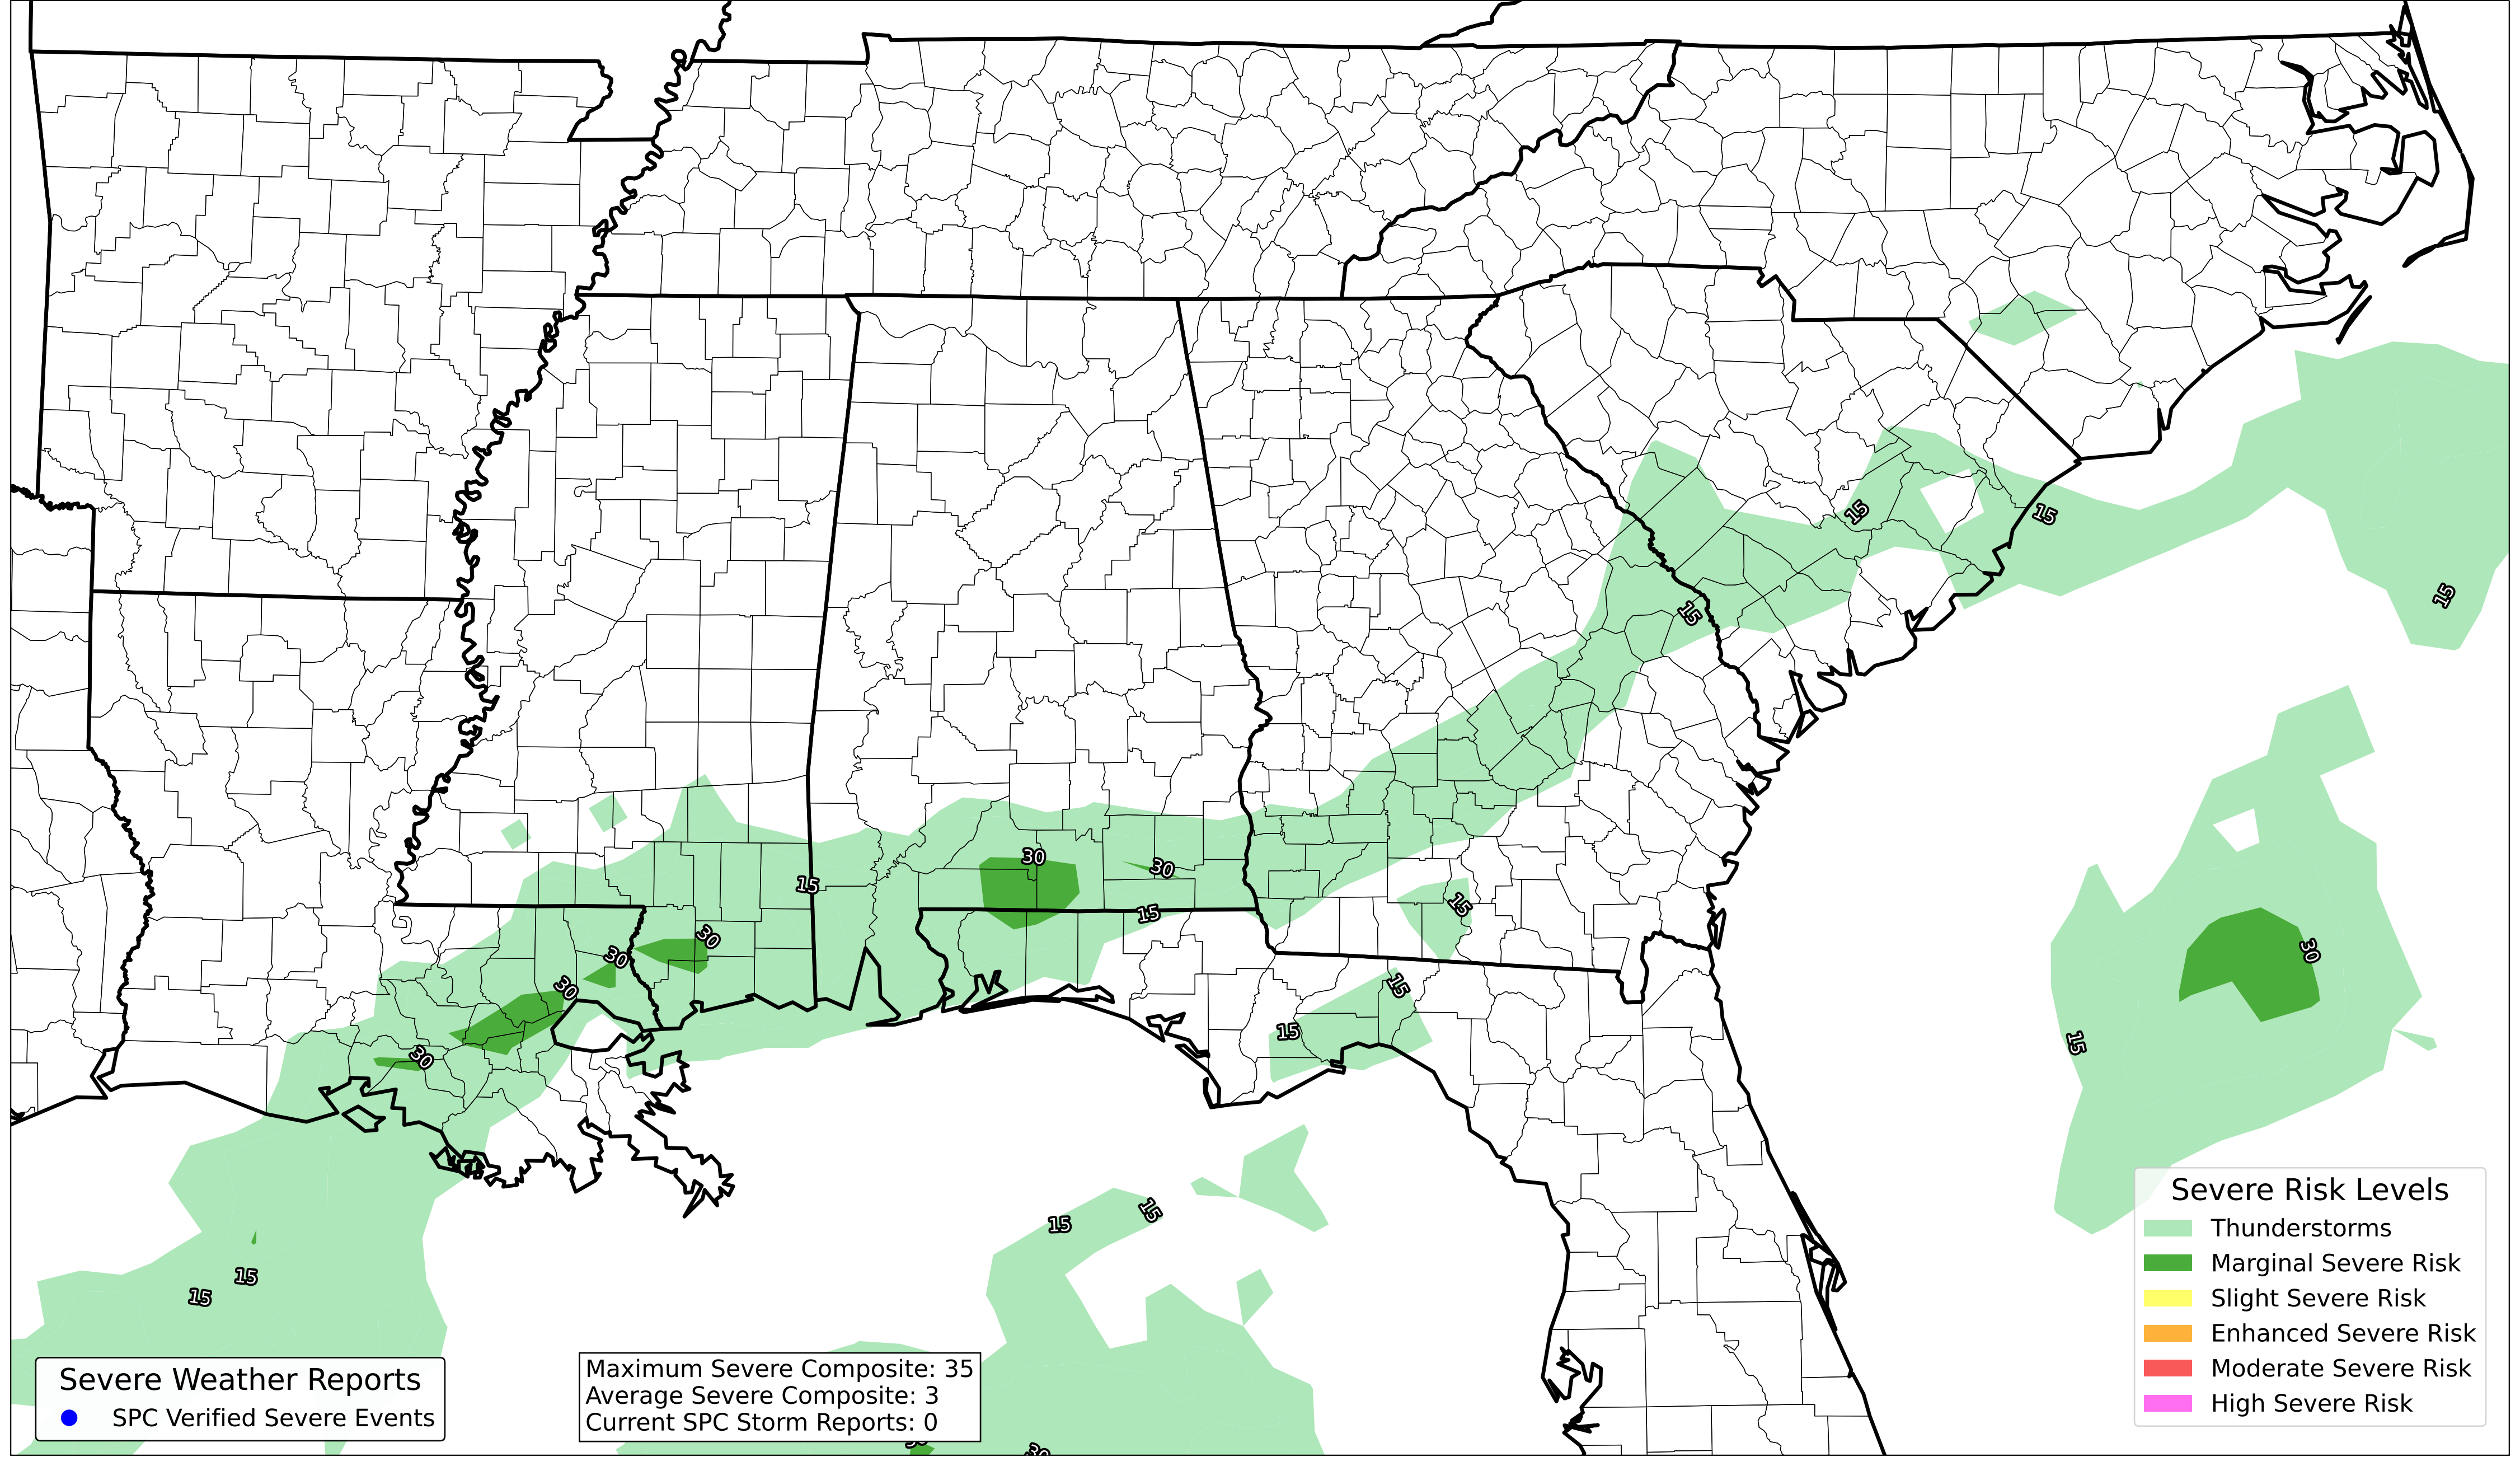 15
15
15
15
15
30
30
15
15
15
30
30
30
30
15
15
30
15
15
15
15
15
30
Severe Weather Reports
SPC Verified Severe Events
Maximum Severe Composite: 35
Average Severe Composite: 3
Current SPC Storm Reports: 0
Severe Risk Levels
Thunderstorms
Marginal Severe Risk
Slight Severe Risk
Enhanced Severe Risk
Moderate Severe Risk
High Severe Risk